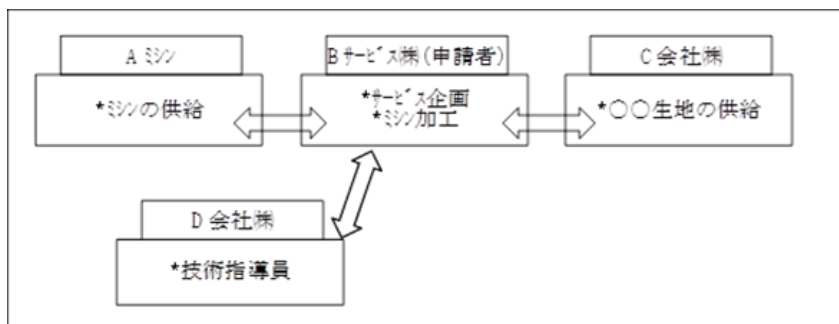 A ミシン
*ミシンの供給
Bサービス㈱(申請者)
*サービス企画
*ミシン加工
C会社㈱
*〇〇生地の供給
D会社㈱
*技術指導員